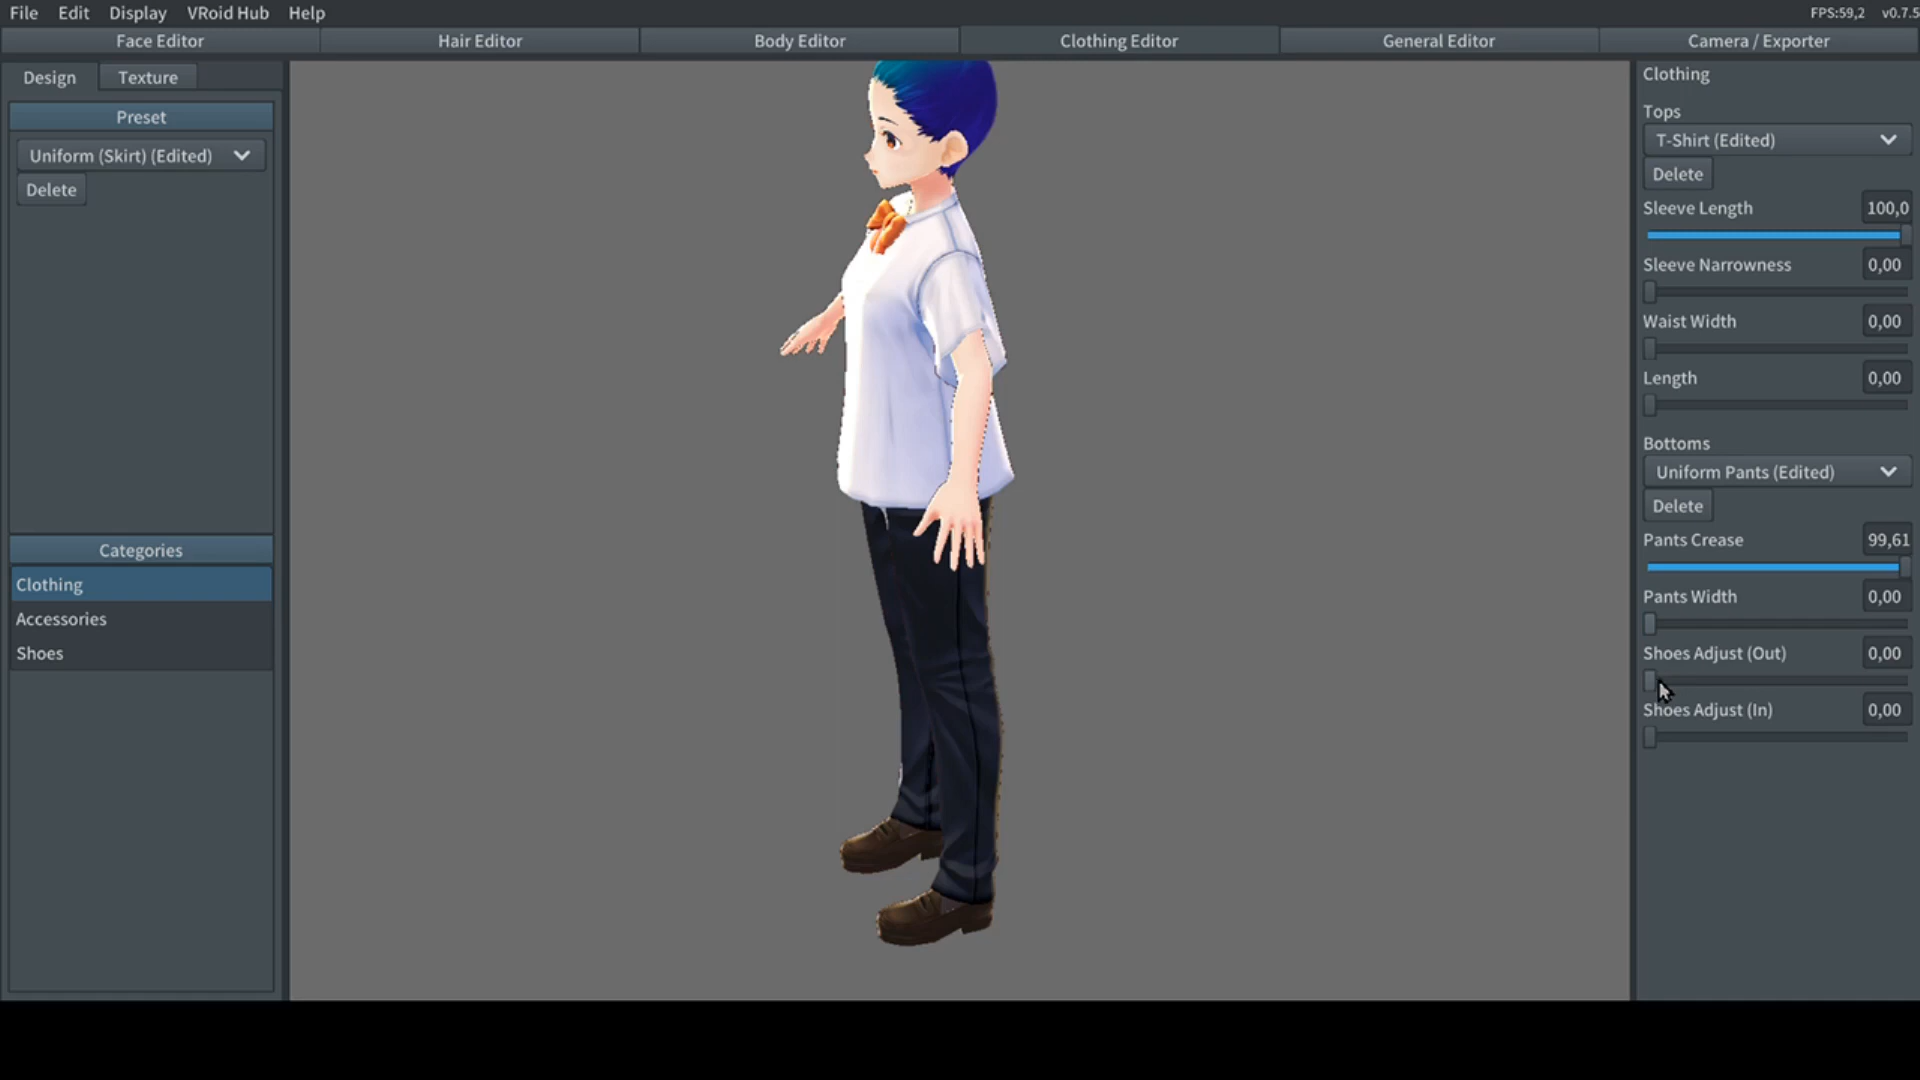 File Edit Display VRoid Hub Help
FPS:59,2 v0.7.5
Face Editor Hair Editor Body Editor Clothing Editor General Editor Camera / Exporter
Design Texture
Preset
Uniform (Skirt) (Edited)
Delete
Categories
Clothing
Accessories
Shoes
Clothing
Tops
T-Shirt (Edited)
Delete
Sleeve Length 100,0
Sleeve Narrowness 0,00
Waist Width 0,00
Length 0,00
Bottoms
Uniform Pants (Edited)
Delete
Pants Crease 99,61
Pants Width 0,00
Shoes Adjust (Out) 0,00
Shoes Adjust (In) 0,00